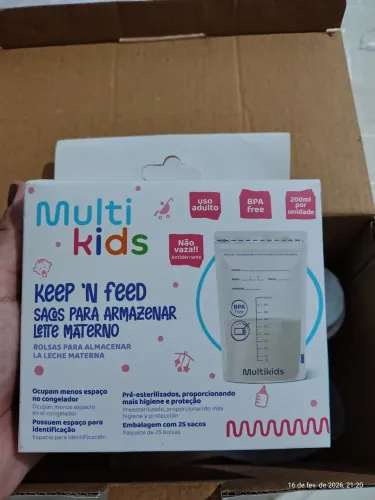 Multi
kids
uso
adulto
BPA
free
200ml
por
unidade
Não
vaza!!
Antiderrame
KEEP 'N FEED
SACOS PARA ARMAZENAR
LEITE MATERNO
BOLSAS PARA ALMACENAR
LA LECHE MATERNA
BPA
FREE
Multikids
Ocupam menos espaço
no congelador
Ocupan menos espacio
en el congelador
Possuem espaço para
identificação
Espacio para identificación
Pré-esterilizados, proporcionando
mais higiene e proteção
Preesterilizado, proporcionando más
higiene y protección
Embalagem com 25 sacos
Paquete de 25 bolsas
16 de fev. de 2026, 21:20